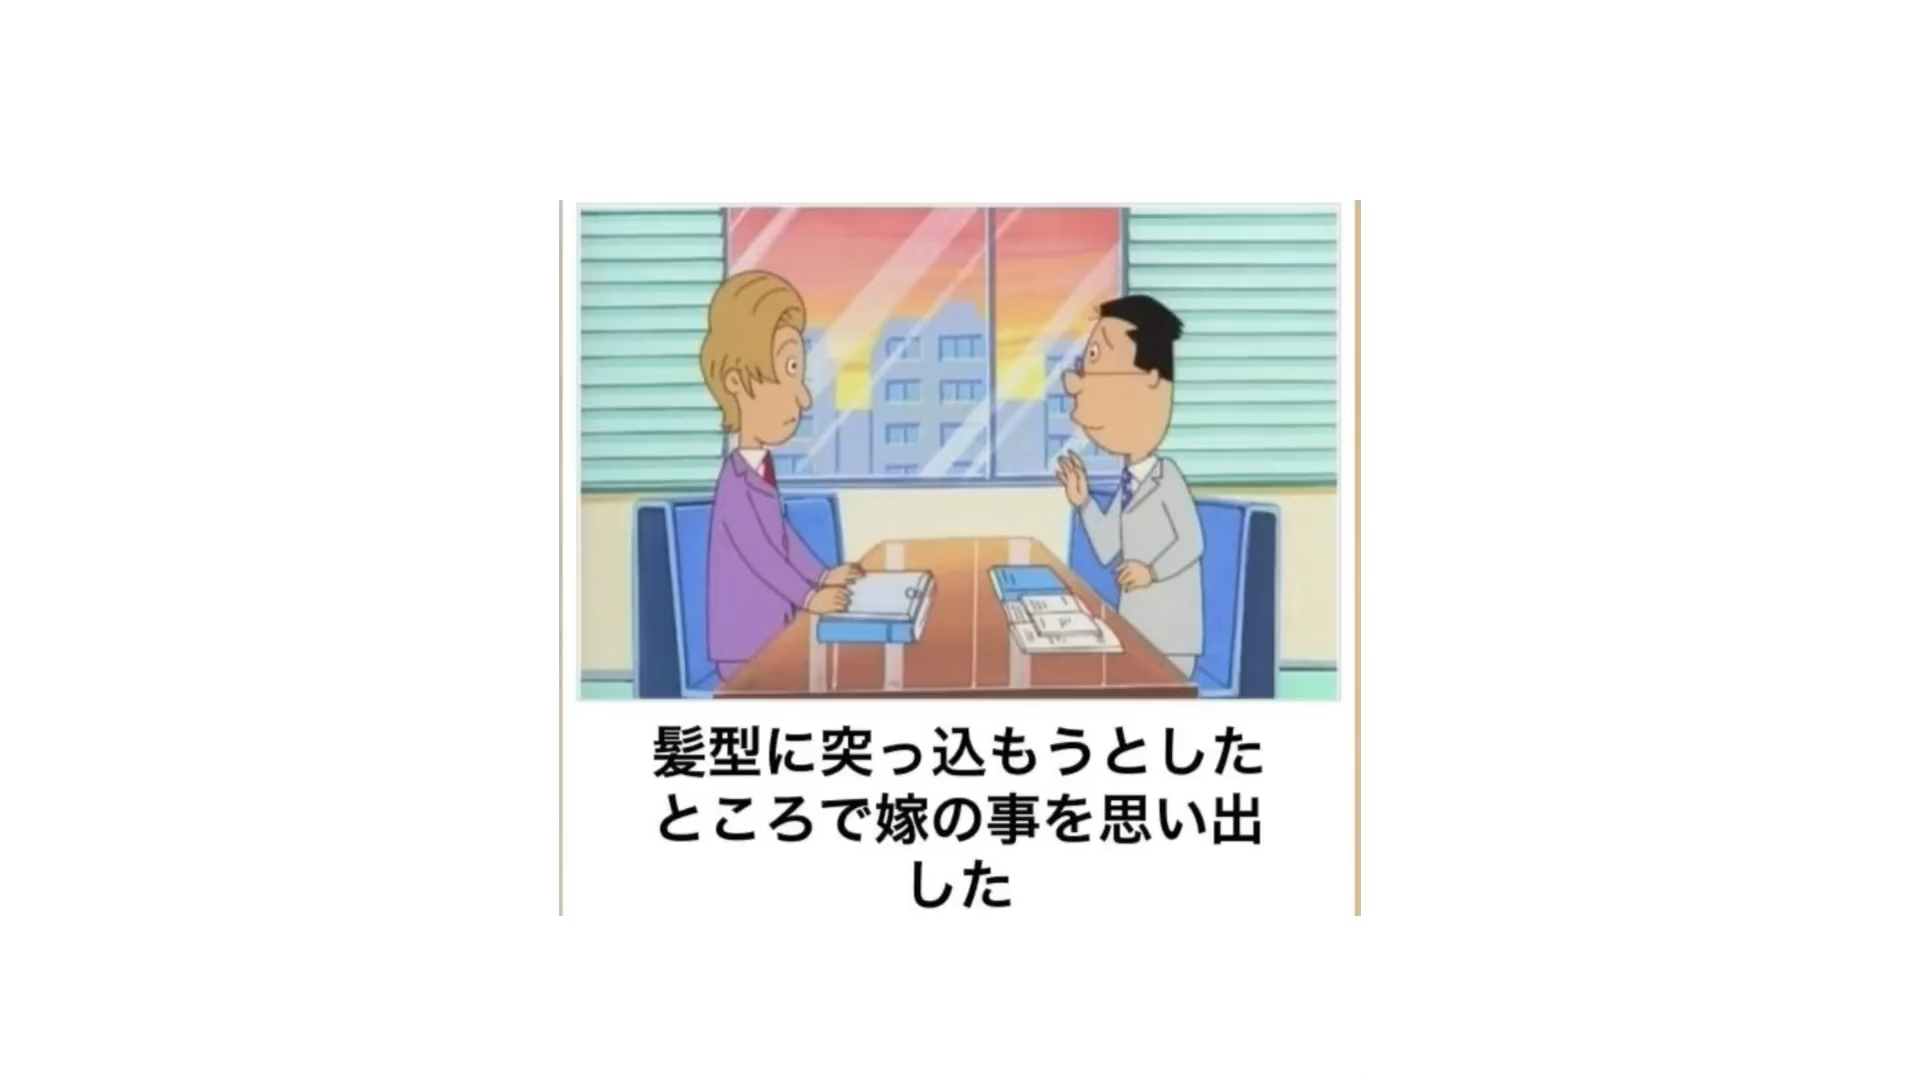 髪型に突っ込もうとした
ところで嫁の事を思い出
した